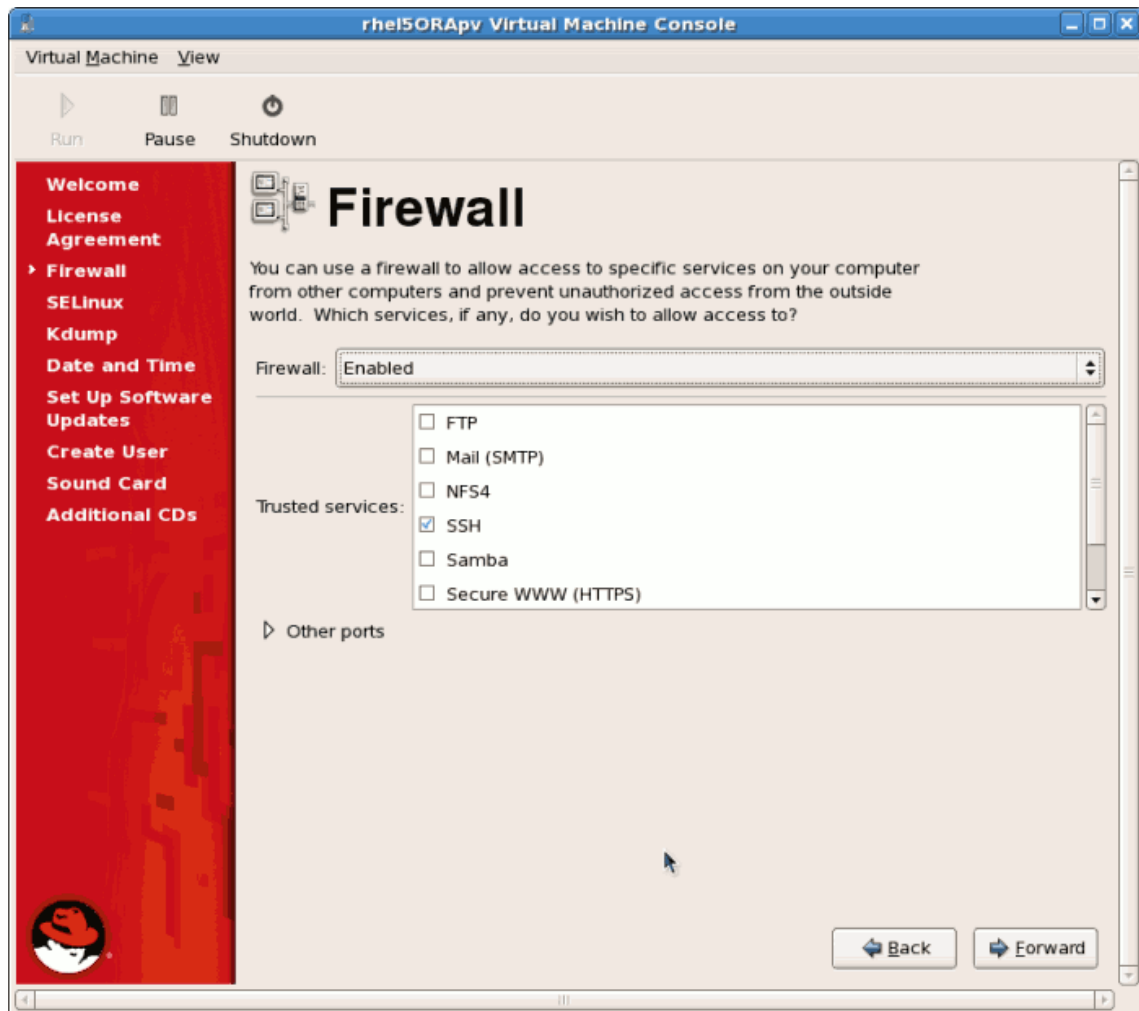 rhel5ORApv Virtual Machine Console
Virtual Machine View
Run Pause Shutdown
Welcome
License
Agreement
Firewall
SELinux
Kdump
Date and Time
Set Up Software
Updates
Create User
Sound Card
Additional CDs
Firewall
You can use a firewall to allow access to specific services on your computer
from other computers and prevent unauthorized access from the outside
world. Which services, if any, do you wish to allow access to?
Firewall: Enabled
Trusted services:
FTP
Mail (SMTP)
NFS4
SSH
Samba
Secure WWW (HTTPS)
Other ports
Back Forward